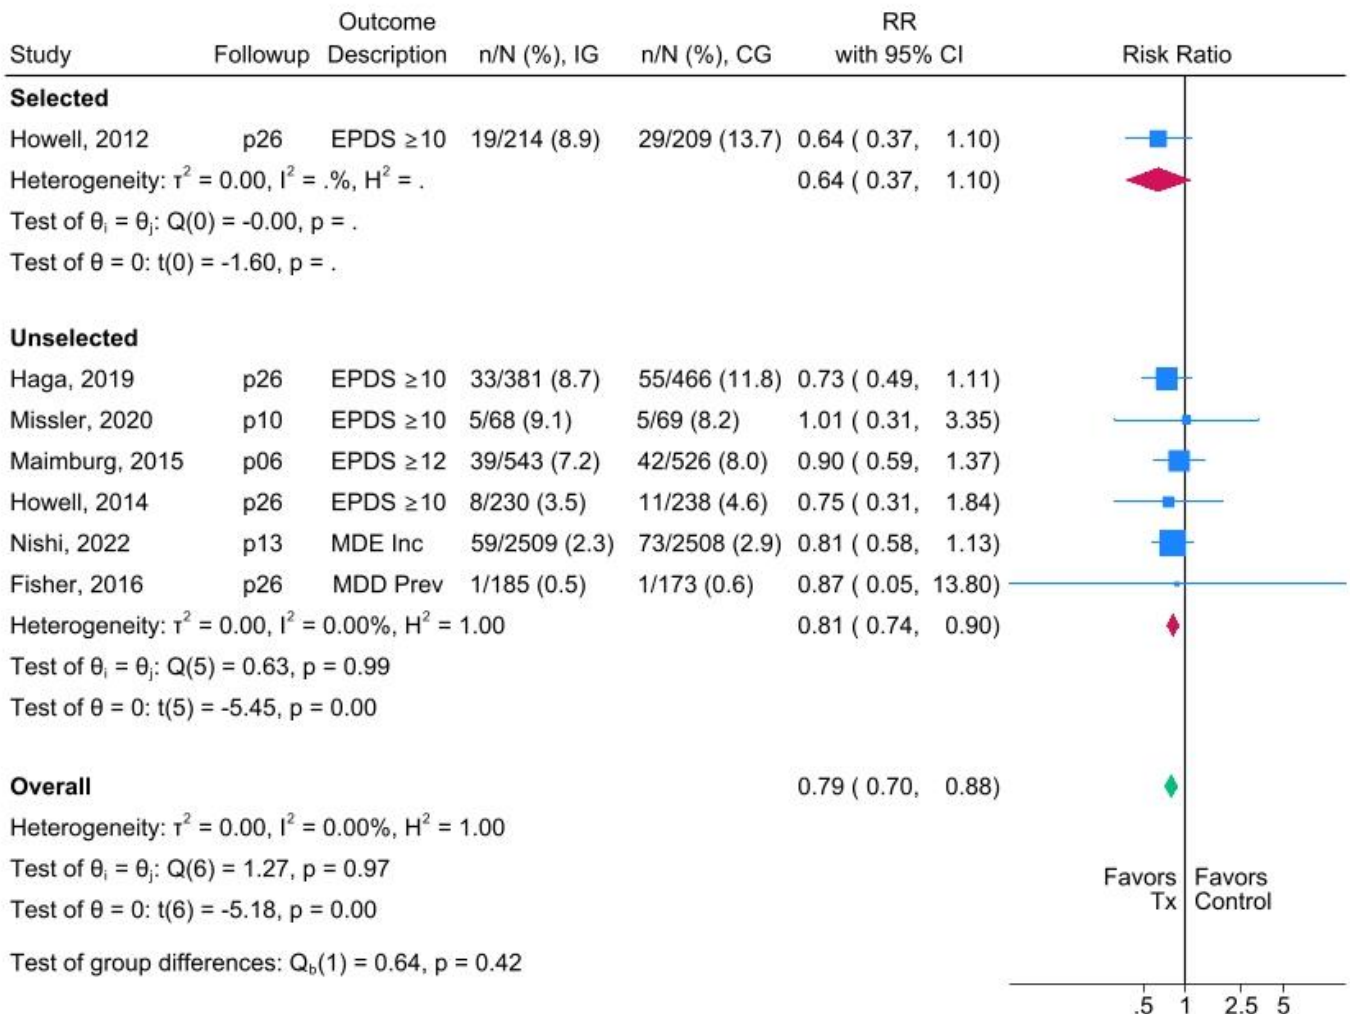 Outcome RR
Study Followup Description n/N (%), IG n/N (%), CG with 95% CI Risk Ratio
Selected
Howell, 2012 p26 EPDS ≥10 19/214 (8.9) 29/209 (13.7) 0.64 ( 0.37, 1.10)
Heterogeneity: τ² = 0.00, I² = .%, H² = . 0.64 ( 0.37, 1.10)
Test of θᵢ = θⱼ: Q(0) = -0.00, p = .
Test of θ = 0: t(0) = -1.60, p = .
Unselected
Haga, 2019 p26 EPDS ≥10 33/381 (8.7) 55/466 (11.8) 0.73 ( 0.49, 1.11)
Missler, 2020 p10 EPDS ≥10 5/68 (9.1) 5/69 (8.2) 1.01 ( 0.31, 3.35)
Maimburg, 2015 p06 EPDS ≥12 39/543 (7.2) 42/526 (8.0) 0.90 ( 0.59, 1.37)
Howell, 2014 p26 EPDS ≥10 8/230 (3.5) 11/238 (4.6) 0.75 ( 0.31, 1.84)
Nishi, 2022 p13 MDE Inc 59/2509 (2.3) 73/2508 (2.9) 0.81 ( 0.58, 1.13)
Fisher, 2016 p26 MDD Prev 1/185 (0.5) 1/173 (0.6) 0.87 ( 0.05, 13.80)
Heterogeneity: τ² = 0.00, I² = 0.00%, H² = 1.00 0.81 ( 0.74, 0.90)
Test of θᵢ = θⱼ: Q(5) = 0.63, p = 0.99
Test of θ = 0: t(5) = -5.45, p = 0.00
Overall 0.79 ( 0.70, 0.88)
Heterogeneity: τ² = 0.00, I² = 0.00%, H² = 1.00
Test of θᵢ = θⱼ: Q(6) = 1.27, p = 0.97
Favors Favors
Test of θ = 0: t(6) = -5.18, p = 0.00
Tx Control
Test of group differences: Q_b(1) = 0.64, p = 0.42
.5 1 2.5 5